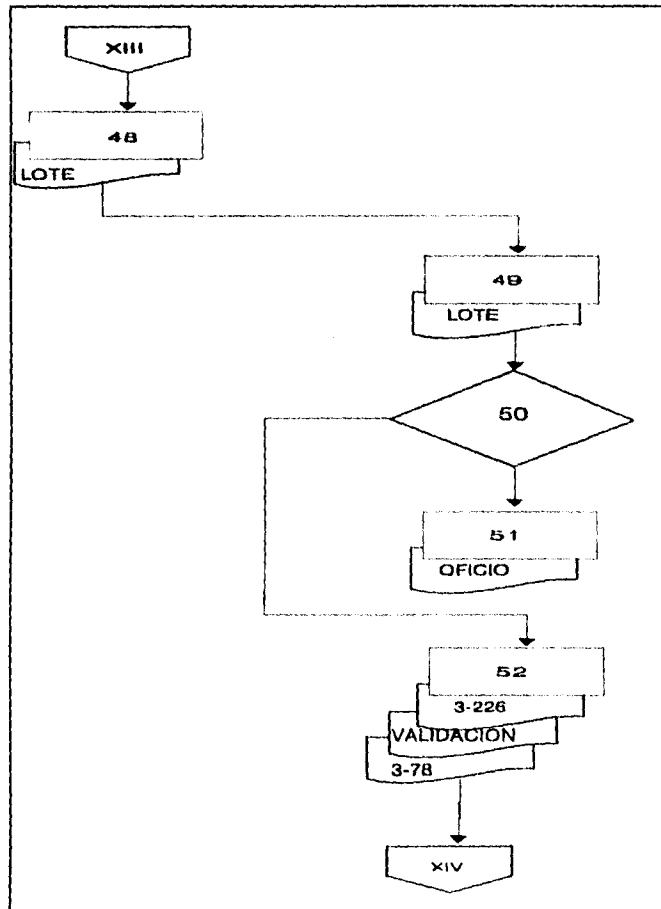 XIII
48
LOTE
49
LOTE
50
51
OFICIO
52
3-226
VALIDACION
3-78
XIV